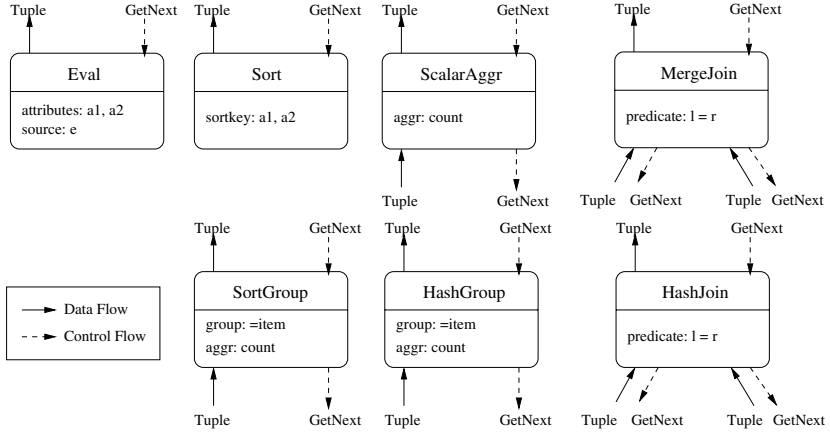 Tuple GetNext Tuple GetNext Tuple GetNext Tuple GetNext
Eval Sort ScalarAggr MergeJoin
attributes: a1, a2
source: e
sortkey: a1, a2
aggr: count
predicate: l = r
Tuple GetNext Tuple GetNext Tuple GetNext
Tuple GetNext Tuple GetNext Tuple GetNext
SortGroup HashGroup HashJoin
Data Flow
Control Flow
group: =item
aggr: count
group: =item
aggr: count
predicate: l = r
Tuple GetNext Tuple GetNext Tuple GetNext Tuple GetNext